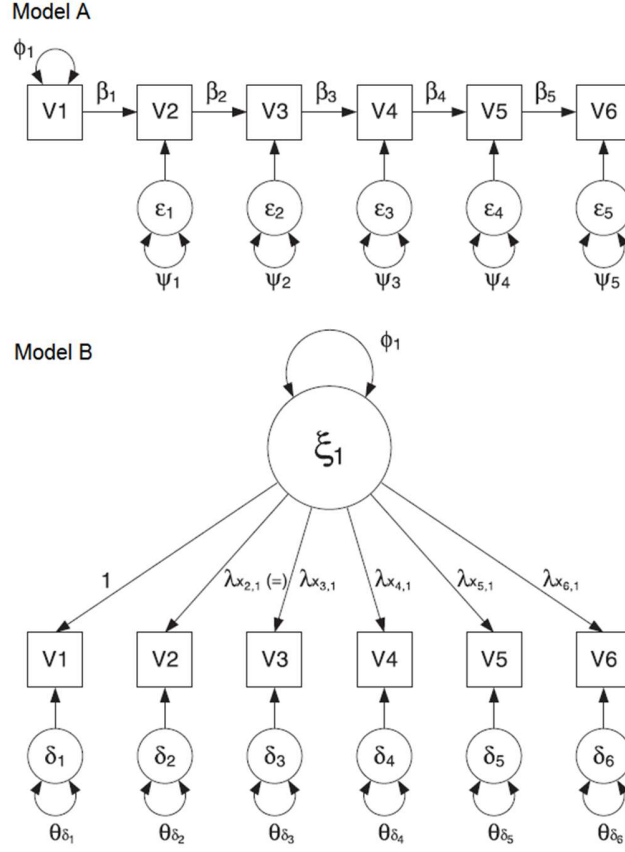 Model A
ϕ₁
β₁ β₂ β₃ β₄ β₅
V1 V2 V3 V4 V5 V6
ε₁ ε₂ ε₃ ε₄ ε₅
ψ₁ ψ₂ ψ₃ ψ₄ ψ₅
Model B
ϕ₁
ξ₁
1 λx₂,₁ (=) λx₃,₁ λx₄,₁ λx₅,₁ λx₆,₁
V1 V2 V3 V4 V5 V6
δ₁ δ₂ δ₃ δ₄ δ₅ δ₆
θδ₁ θδ₂ θδ₃ θδ₄ θδ₅ θδ₆